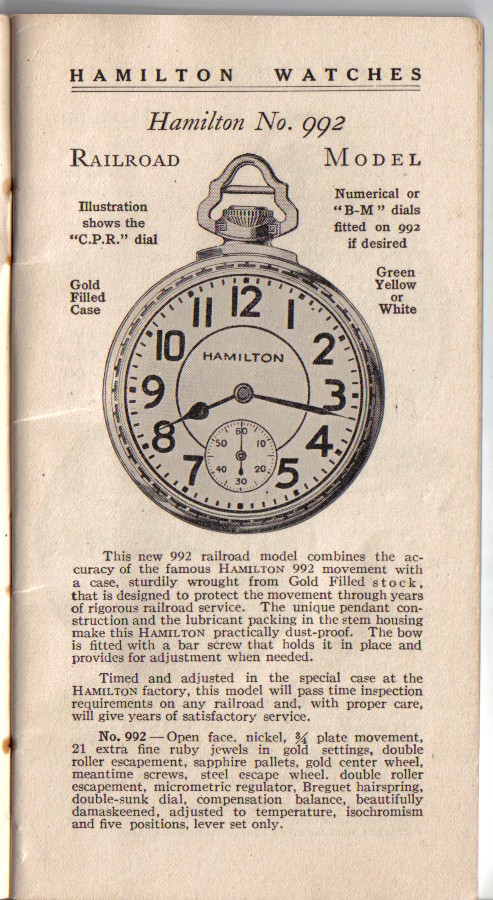 HAMILTON WATCHES
Hamilton No. 992
RAILROAD MODEL
Illustration
shows the
"C.P.R." dial
Numerical or
"B-M" dials
fitted on 992
if desired
Gold
Filled
Case
Green
Yellow
or
White
12
1
2
3
4
5
7
8
9
10
11
HAMILTON
60
10
20
30
40
50
This new 992 railroad model combines the ac-
curacy of the famous HAMILTON 992 movement with
a case, sturdily wrought from Gold Filled stock,
that is designed to protect the movement through years
of rigorous railroad service. The unique pendant con-
struction and the lubricant packing in the stem housing
make this HAMILTON practically dust-proof. The bow
is fitted with a bar screw that holds it in place and
provides for adjustment when needed.
Timed and adjusted in the special case at the
HAMILTON factory, this model will pass time inspection
requirements on any railroad and, with proper care,
will give years of satisfactory service.
No. 992—Open face. nickel, ¾ plate movement,
21 extra fine ruby jewels in gold settings, double
roller escapement, sapphire pallets, gold center wheel,
meantime screws, steel escape wheel. double roller
escapement, micrometric regulator, Breguet hairspring,
double-sunk dial, compensation balance, beautifully
damaskeened, adjusted to temperature, isochromism
and five positions, lever set only.